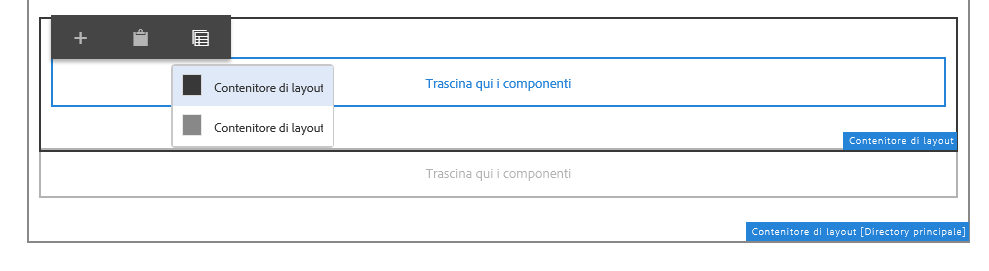 Contenitore di layout
Trascina qui i componenti
Contenitore di layout
Contenitore di layout
Trascina qui i componenti
Contenitore di layout [Directory principale]